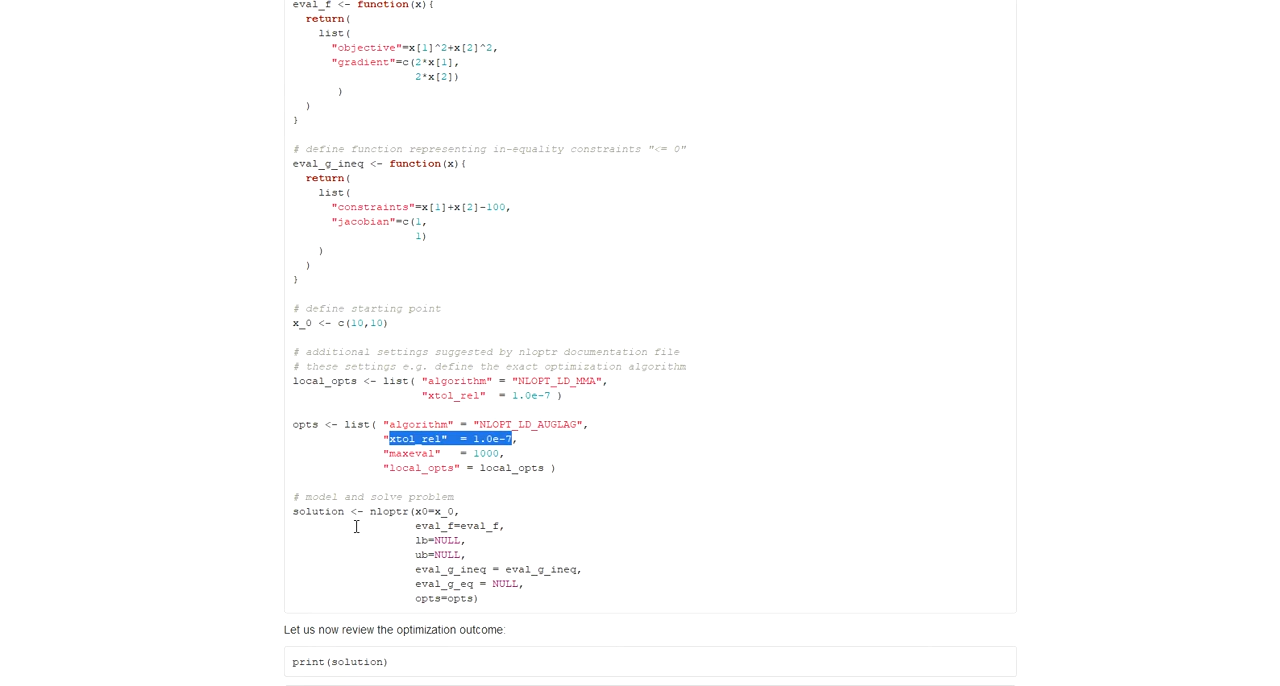 eval_f <- function(x){
return(
list(
"objective"=x[1]^2+x[2]^2,
"gradient"=c(2*x[1],
2*x[2])
)
)
}
# define function representing in-equality constraints "<= 0"
eval_g_ineq <- function(x){
return(
list(
"constraints"=x[1]+x[2]-100,
"jacobian"=c(1,
1)
)
)
}
# define starting point
x_0 <- c(10,10)
# additional settings suggested by nloptr documentation file
# these settings e.g. define the exact optimization algorithm
local_opts <- list( "algorithm" = "NLOPT_LD_MMA",
"xtol_rel"  = 1.0e-7 )
opts <- list( "algorithm" = "NLOPT_LD_AUGLAG",
"xtol_rel"  = 1.0e-7,
"maxeval"   = 1000,
"local_opts" = local_opts )
# model and solve problem
solution <- nloptr(x0=x_0,
eval_f=eval_f,
lb=NULL,
ub=NULL,
eval_g_ineq = eval_g_ineq,
eval_g_eq = NULL,
opts=opts)
Let us now review the optimization outcome:
print(solution)